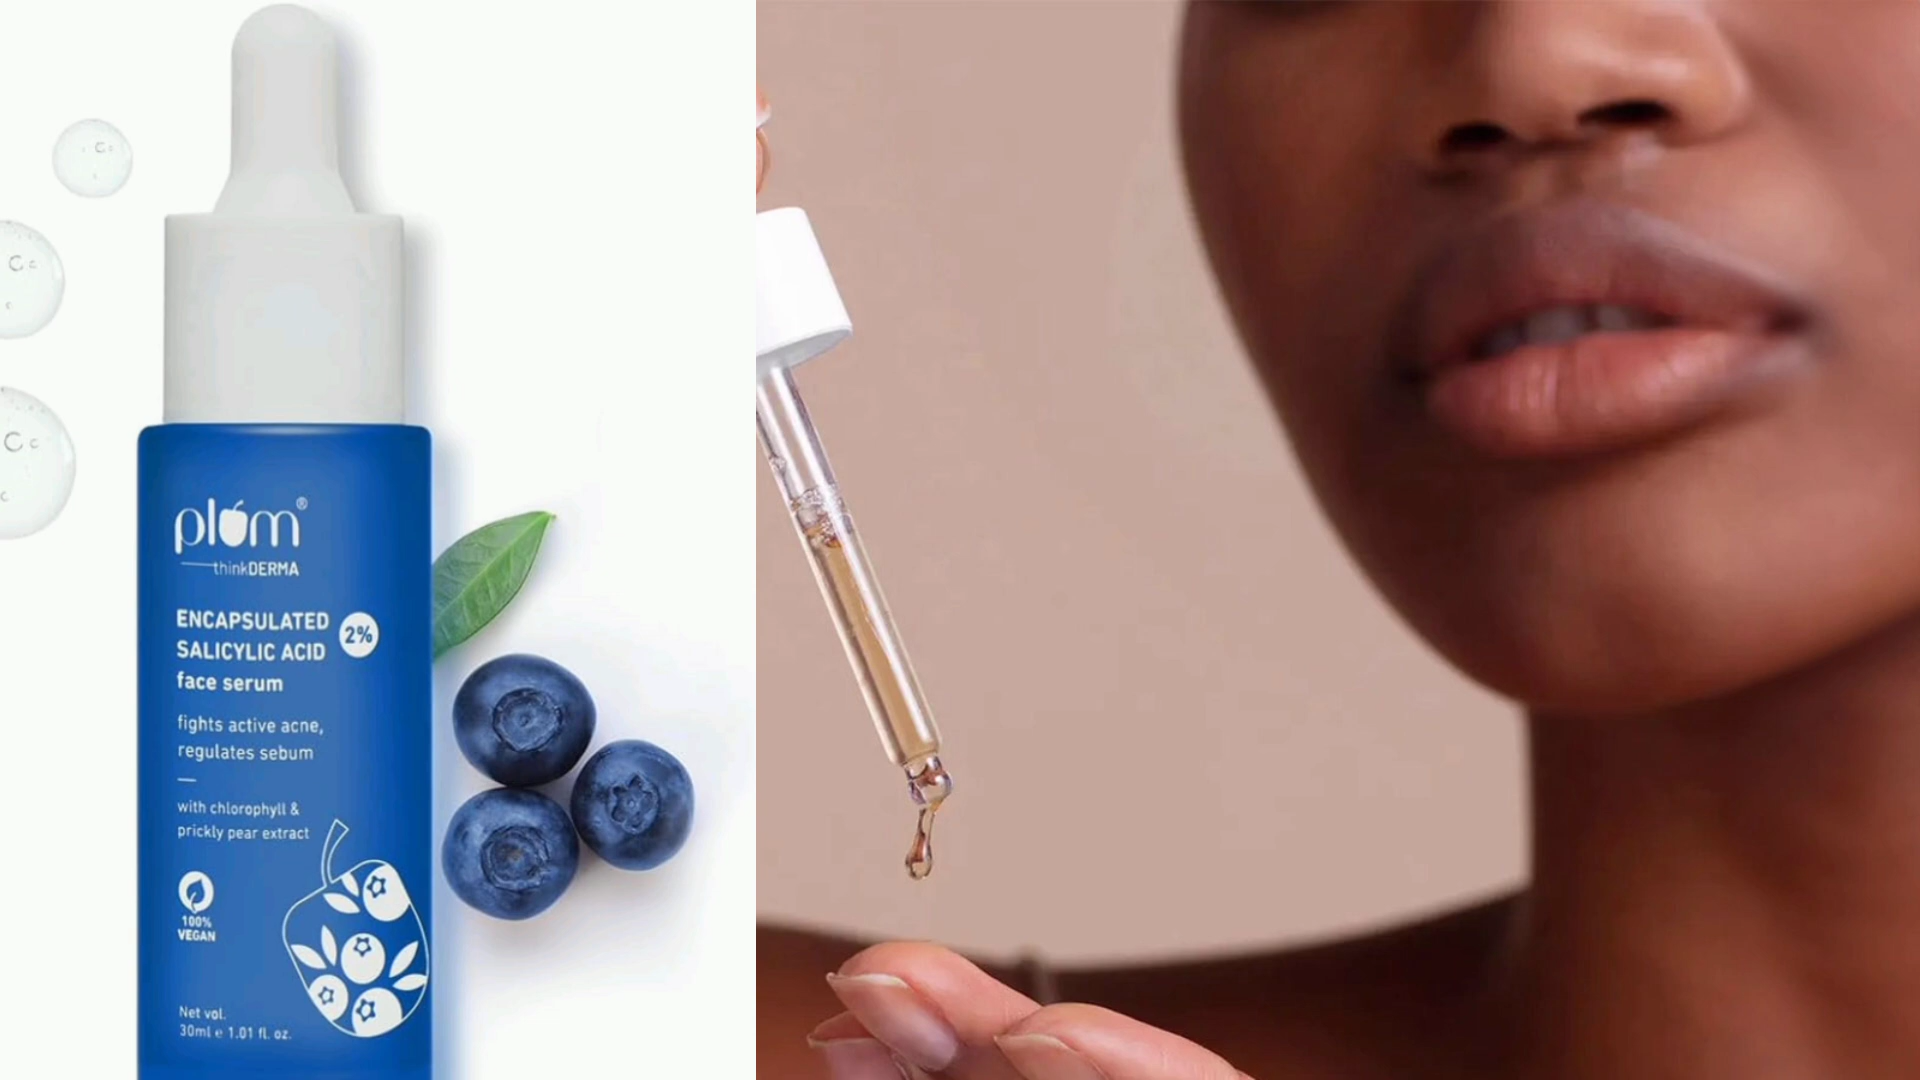 plum®
thinkDERMA
ENCAPSULATED
SALICYLIC ACID
2%
face serum
fights active acne,
regulates sebum
with chlorophyll &
prickly pear extract
100%
VEGAN
Net vol.
30ml e 1.01 fl. oz.